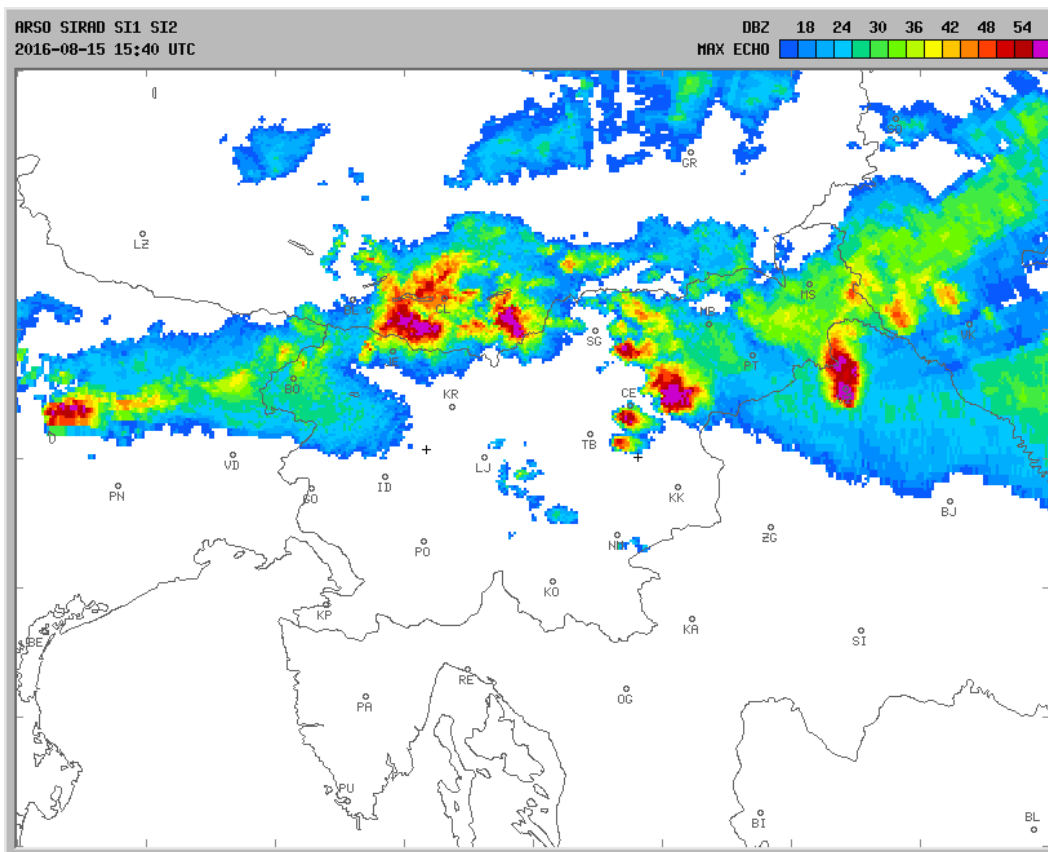 ARSO SIRAD SI1 SI2
2016-08-15 15:40 UTC
DBZ 18 24 30 36 42 48 54
MAX ECHO
GR
LZ
MS
CL
SG
MB
PT
BO
KR
CE
TB
LJ
VD
ID
PN
GO
KK
BJ
ZG
PO
NM
KO
KP
KA
SI
BE
RE
PA
OG
PU
BI
BL